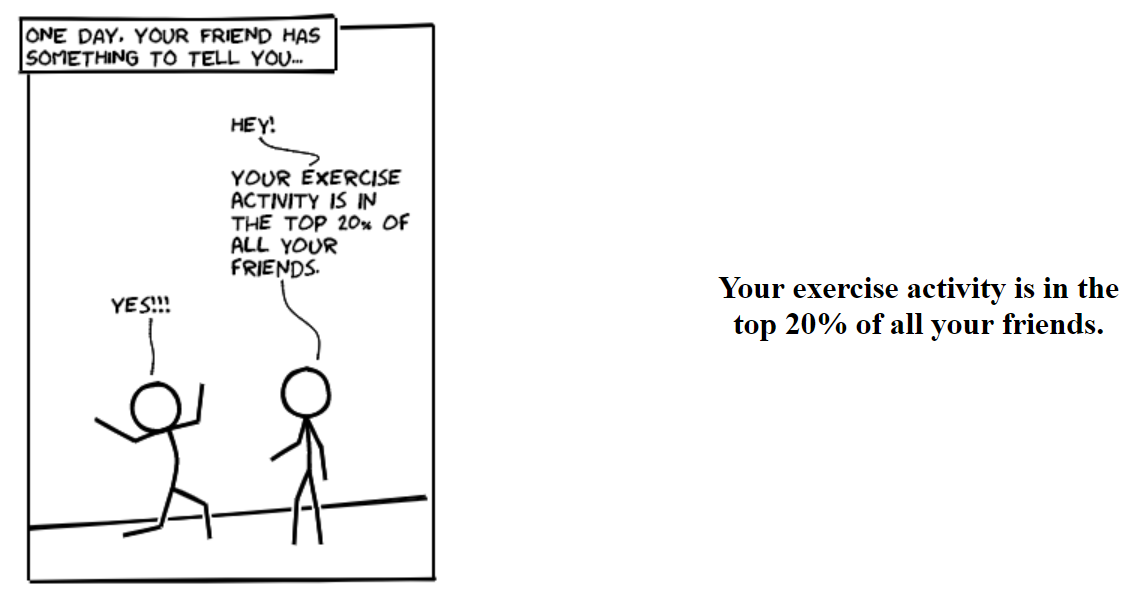 ONE DAY, YOUR FRIEND HAS
SOMETHING TO TELL YOU...
HEY!
YOUR EXERCISE
ACTIVITY IS IN
THE TOP 20% OF
ALL YOUR
FRIENDS.
YES!!!
Your exercise activity is in the
top 20% of all your friends.